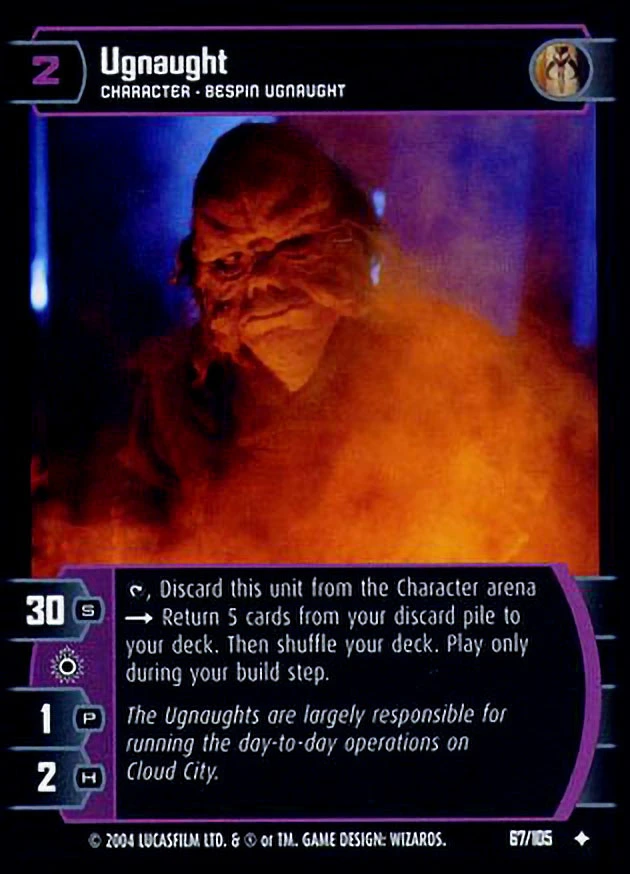 2
Ugnaught
CHARACTER - BESPIN UGNAUGHT
30 S
1 P
2 H
, Discard this unit from the Character arena
→ Return 5 cards from your discard pile to
your deck. Then shuffle your deck. Play only
during your build step.
The Ugnaughts are largely responsible for
running the day-to-day operations on
Cloud City.
© 2004 LUCASFILM LTD. & ® or TM. GAME DESIGN: WIZARDS.
67/105